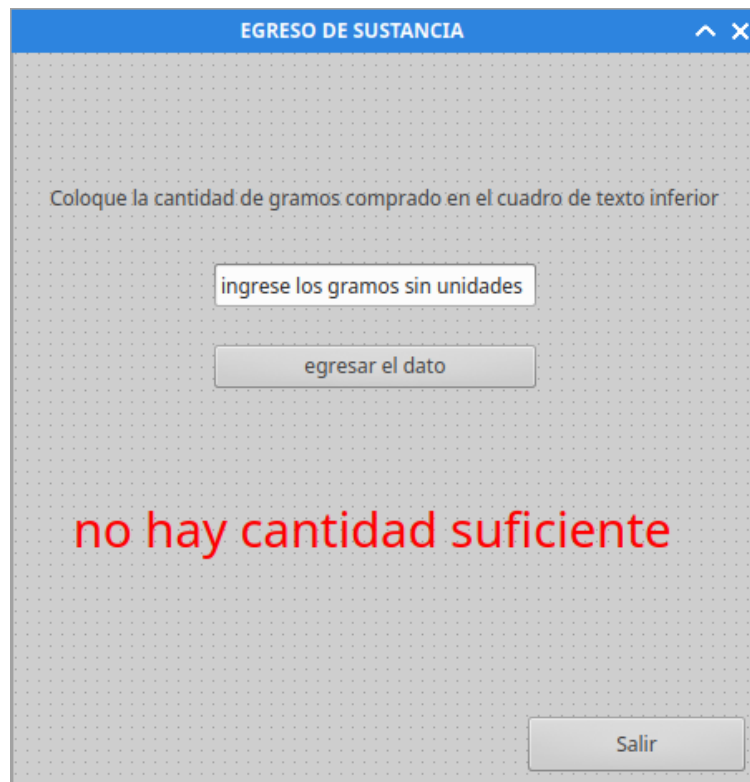 EGRESO DE SUSTANCIA
Coloque la cantidad de gramos comprado en el cuadro de texto inferior
ingrese los gramos sin unidades
egresar el dato
no hay cantidad suficiente
Salir